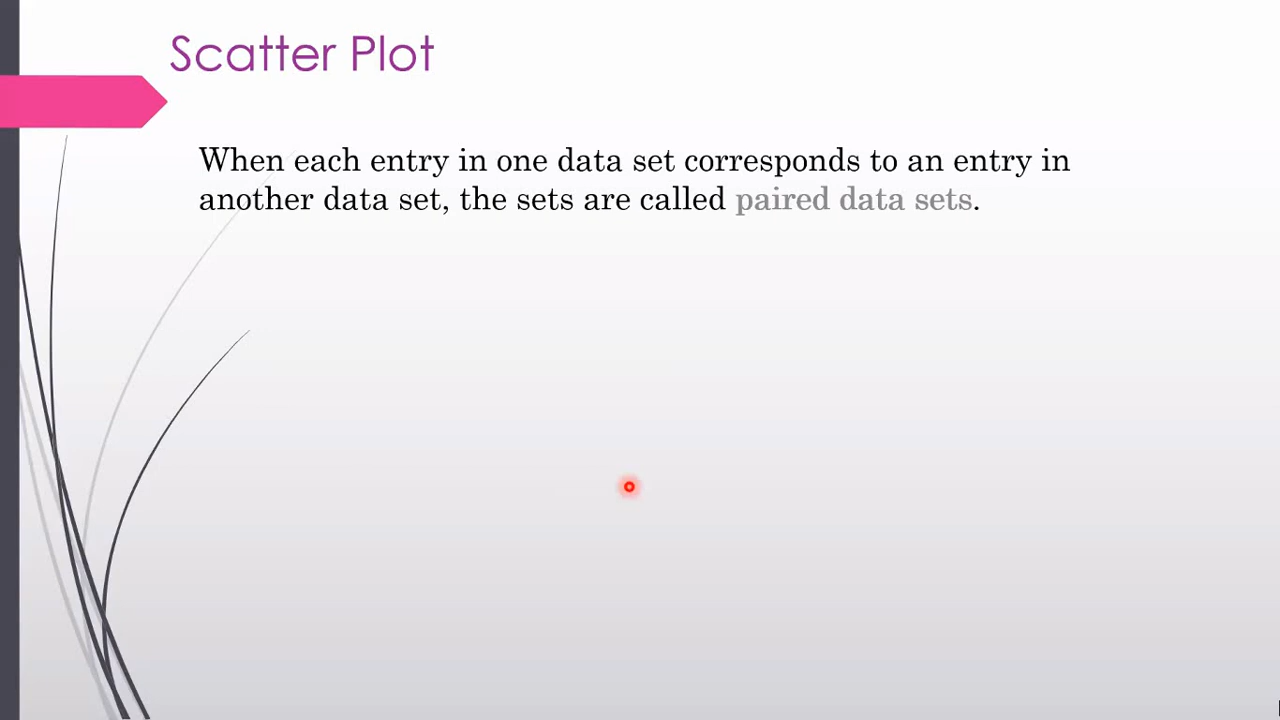 Scatter Plot
When each entry in one data set corresponds to an entry in
another data set, the sets are called paired data sets.